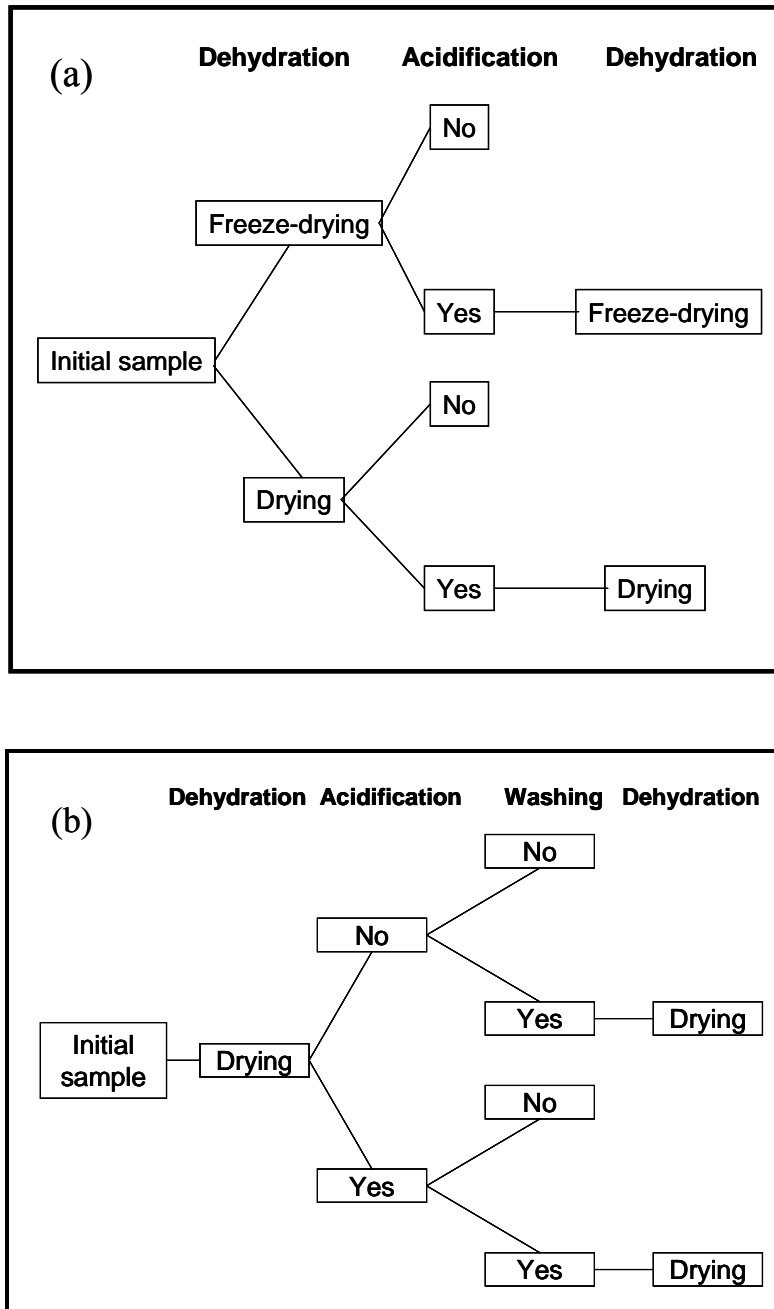 (a)
Dehydration Acidification Dehydration
No
Freeze-drying
Yes Freeze-drying
Initial sample
No
Drying
Yes Drying
(b)
Dehydration Acidification Washing Dehydration
No
No
Yes Drying
Initial
sample
Drying
No
Yes
Yes Drying